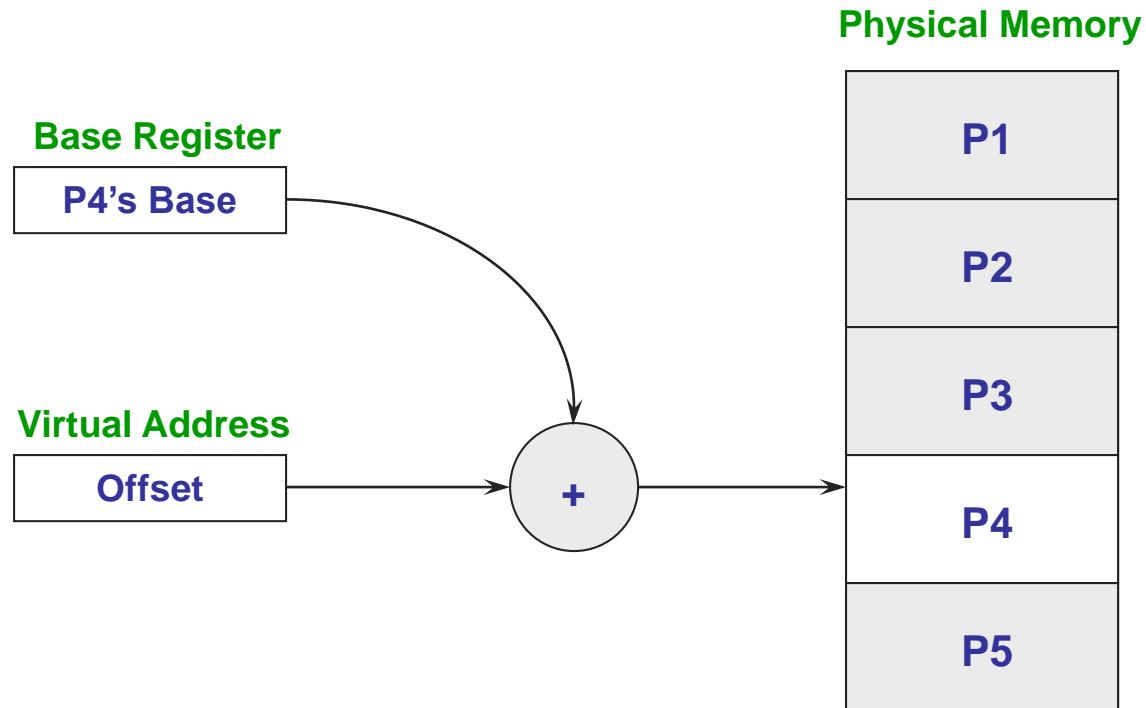 Physical Memory
Base Register
P4’s Base
Virtual Address
Offset
+
P1
P2
P3
P4
P5